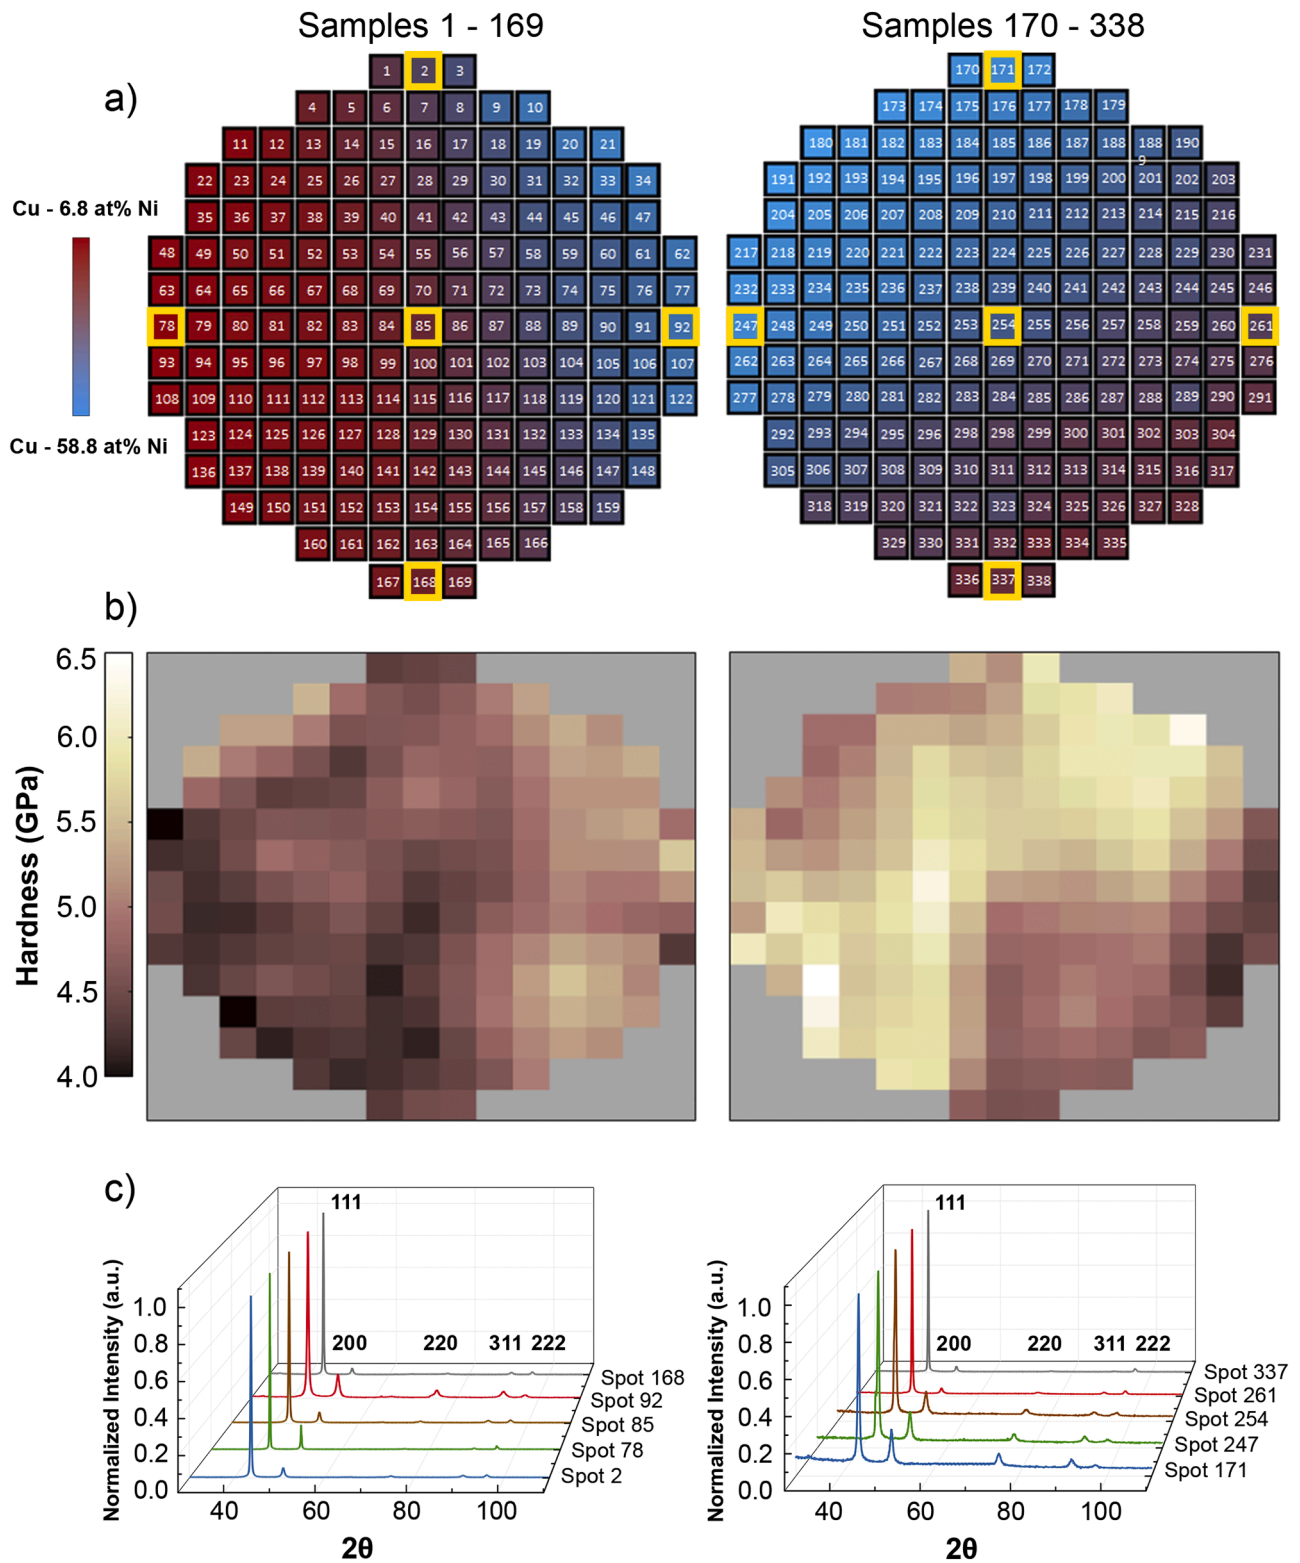 Samples 1 - 169
Samples 170 - 338
a)
Cu - 6.8 at% Ni
Cu - 58.8 at% Ni
1 2 3
4 5 6 7 8 9 10
11 12 13 14 15 16 17 18 19 20 21
22 23 24 25 26 27 28 29 30 31 32 33 34
35 36 37 38 39 40 41 42 43 44 45 46 47
48 49 50 51 52 53 54 55 56 57 58 59 60 61 62
63 64 65 66 67 68 69 70 71 72 73 74 75 76 77
78 79 80 81 82 83 84 85 86 87 88 89 90 91 92
93 94 95 96 97 98 99 100 101 102 103 104 105 106 107
108 109 110 111 112 113 114 115 116 117 118 119 120 121 122
123 124 125 126 127 128 129 130 131 132 133 134 135
136 137 138 139 140 141 142 143 144 145 146 147 148
149 150 151 152 153 154 155 156 157 158 159
160 161 162 163 164 165 166
167 168 169
170 171 172
173 174 175 176 177 178 179
180 181 182 183 184 185 186 187 188 188 190
9
191 192 193 194 195 196 197 198 199 200 201 202 203
204 205 206 207 208 209 210 211 212 213 214 215 216
217 218 219 220 221 222 223 224 225 226 227 228 229 230 231
232 233 234 235 236 237 238 239 240 241 242 243 244 245 246
247 248 249 250 251 252 253 254 255 256 257 258 259 260 261
262 263 264 265 266 267 268 269 270 271 272 273 274 275 276
277 278 279 280 281 282 283 284 285 286 287 288 289 290 291
292 293 294 295 296 298 298 299 300 301 302 303 304
305 306 307 308 309 310 311 312 313 314 315 316 317
318 319 320 321 322 323 324 325 326 327 328
329 330 331 332 333 334 335
336 337 338
b)
Hardness (GPa)
6.5
6.0
5.5
5.0
4.5
4.0
c)
Normalized Intensity (a.u.)
1.0
0.8
0.6
0.4
0.2
0.0
111
200 220 311 222
Spot 168
Spot 92
Spot 85
Spot 78
Spot 2
40 60 80 100
2θ
Normalized Intensity (a.u.)
1.0
0.8
0.6
0.4
0.2
0.0
111
200 220 311 222
Spot 337
Spot 261
Spot 254
Spot 247
Spot 171
40 60 80 100
2θ